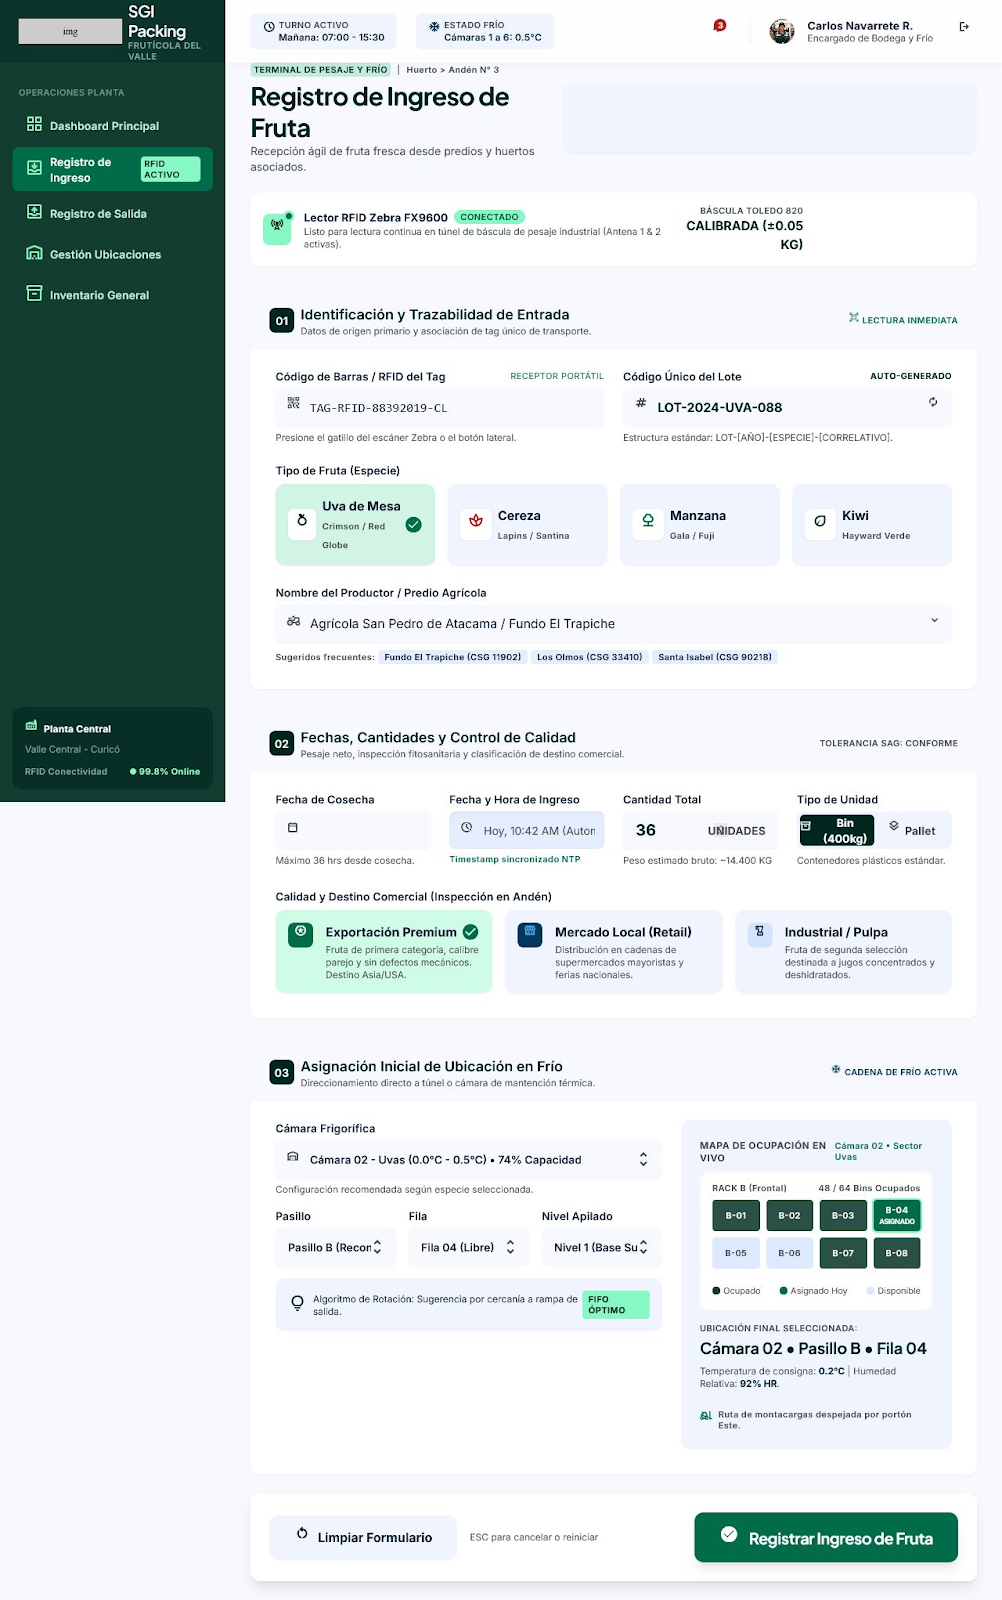 img
SGI
Packing
FRUTÍCOLA DEL
VALLE
OPERACIONES PLANTA
Dashboard Principal
Registro de
Ingreso
RFID
ACTIVO
Registro de Salida
Gestión Ubicaciones
Inventario General
Planta Central
Valle Central - Curicó
RFID Conectividad
99.8% Online
TURNO ACTIVO
Mañana: 07:00 - 15:30
ESTADO FRÍO
Cámaras 1 a 6: 0.5°C
3
Carlos Navarrete R.
Encargado de Bodega y Frío
TERMINAL DE PESAJE Y FRÍO | Huerto > Andén N° 3
Registro de Ingreso de
Fruta
Recepción ágil de fruta fresca desde predios y huertos
asociados.
Lector RFID Zebra FX9600 CONECTADO
Listo para lectura continua en túnel de báscula de pesaje industrial (Antena 1 & 2
activas).
BÁSCULA TOLEDO 820
CALIBRADA (±0.05
KG)
01 Identificación y Trazabilidad de Entrada
Datos de origen primario y asociación de tag único de transporte.
LECTURA INMEDIATA
Código de Barras / RFID del Tag RECEPTOR PORTÁTIL
TAG-RFID-88392019-CL
Presione el gatillo del escáner Zebra o el botón lateral.
Código Único del Lote AUTO-GENERADO
LOT-2024-UVA-088
Estructura estándar: LOT-[AÑO]-[ESPECIE]-[CORRELATIVO].
Tipo de Fruta (Especie)
Uva de Mesa
Crimson / Red
Globe
Cereza
Lapins / Santina
Manzana
Gala / Fuji
Kiwi
Hayward Verde
Nombre del Productor / Predio Agrícola
Agrícola San Pedro de Atacama / Fundo El Trapiche
Sugeridos frecuentes: Fundo El Trapiche (CSG 11902) Los Olmos (CSG 33410) Santa Isabel (CSG 90218)
02 Fechas, Cantidades y Control de Calidad
Pesaje neto, inspección fitosanitaria y clasificación de destino comercial.
TOLERANCIA SAG: CONFORME
Fecha de Cosecha
Máximo 36 hrs desde cosecha.
Fecha y Hora de Ingreso
Hoy, 10:42 AM (Auton
Timestamp sincronizado NTP
Cantidad Total
36 UNIDADES
Peso estimado bruto: ~14.400 KG
Tipo de Unidad
Bin
(400kg)
Pallet
Contenedores plásticos estándar.
Calidad y Destino Comercial (Inspección en Andén)
Exportación Premium
Fruta de primera categoría, calibre
parejo y sin defectos mecánicos.
Destino Asia/USA.
Mercado Local (Retail)
Distribución en cadenas de
supermercados mayoristas y
ferias nacionales.
Industrial / Pulpa
Fruta de segunda selección
destinada a jugos concentrados y
deshidratados.
03 Asignación Inicial de Ubicación en Frío
Direccionamiento directo a túnel o cámara de mantención térmica.
CADENA DE FRÍO ACTIVA
Cámara Frigorífica
Cámara 02 - Uvas (0.0°C - 0.5°C) • 74% Capacidad
Configuración recomendada según especie seleccionada.
Pasillo
Pasillo B (Recor
Fila
Fila 04 (Libre)
Nivel Apilado
Nivel 1 (Base Su
Algoritmo de Rotación: Sugerencia por cercanía a rampa de
salida.
FIFO
ÓPTIMO
MAPA DE OCUPACIÓN EN
VIVO
Cámara 02 • Sector
Uvas
RACK B (Frontal) 48 / 64 Bins Ocupados
B-01 B-02 B-03 B-04
ASIGNADO
B-05 B-06 B-07 B-08
Ocupado Asignado Hoy Disponible
UBICACIÓN FINAL SELECCIONADA:
Cámara 02 • Pasillo B • Fila 04
Temperatura de consigna: 0.2°C | Humedad
Relativa: 92% HR.
Ruta de montacargas despejada por portón
Este.
Limpiar Formulario
ESC para cancelar o reiniciar
Registrar Ingreso de Fruta